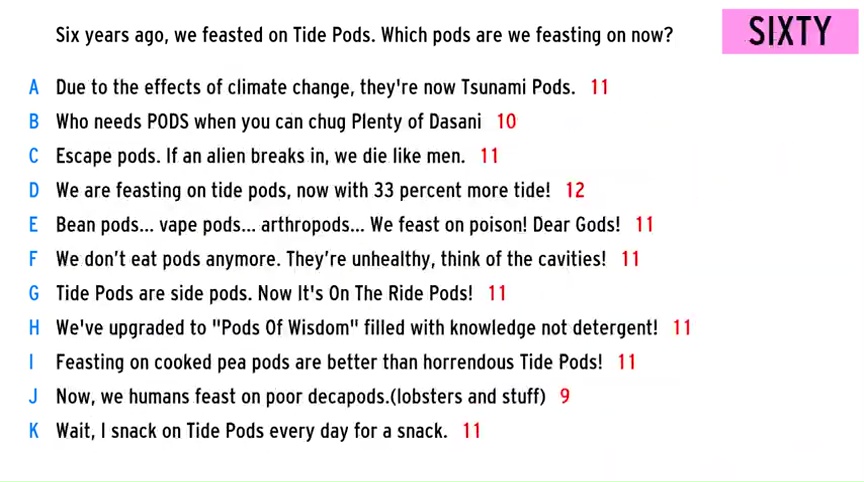 Six years ago, we feasted on Tide Pods. Which pods are we feasting on now?
SIXTY
A Due to the effects of climate change, they're now Tsunami Pods. 11
B Who needs PODS when you can chug Plenty of Dasani 10
C Escape pods. If an alien breaks in, we die like men. 11
D We are feasting on tide pods, now with 33 percent more tide! 12
E Bean pods... vape pods... arthropods... We feast on poison! Dear Gods! 11
F We don’t eat pods anymore. They’re unhealthy, think of the cavities! 11
G Tide Pods are side pods. Now It's On The Ride Pods! 11
H We've upgraded to "Pods Of Wisdom" filled with knowledge not detergent! 11
I Feasting on cooked pea pods are better than horrendous Tide Pods! 11
J Now, we humans feast on poor decapods.(lobsters and stuff) 9
K Wait, I snack on Tide Pods every day for a snack. 11